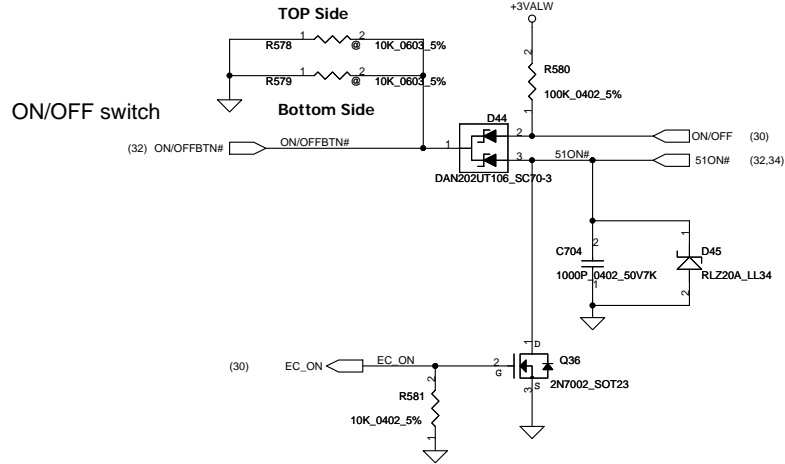 TOP Side
+3VALW
1 2
R578 @ 10K_0603_5%
1 2
R579 @ 10K_0603_5%
2
R580
100K_0402_5%
1
ON/OFF switch
Bottom Side
D44
(32) ON/OFFBTN# ON/OFFBTN# 1
2 ON/OFF (30)
3 51ON# 51ON# (32,34)
DAN202UT106_SC70-3
C704
2
1000P_0402_50V7K
1
1
D45
RLZ20A_LL34
2
1 D
(30) EC_ON EC_ON 2 G
Q36
3 S
2N7002_SOT23
R581
2
10K_0402_5%
1